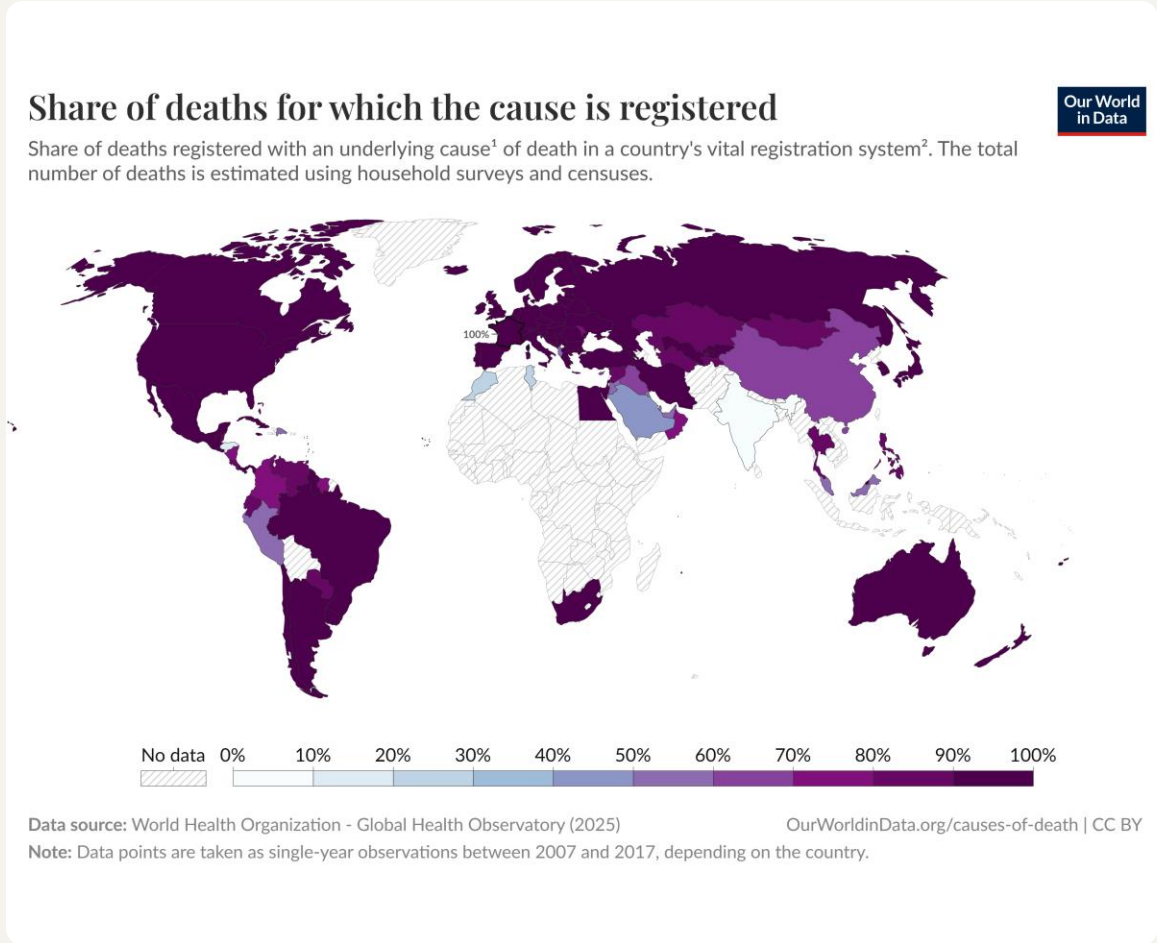 Share of deaths for which the cause is registered
Our World
in Data
Share of deaths registered with an underlying cause¹ of death in a country's vital registration system². The total
number of deaths is estimated using household surveys and censuses.
100%
No data 0% 10% 20% 30% 40% 50% 60% 70% 80% 90% 100%
Data source: World Health Organization - Global Health Observatory (2025)
OurWorldinData.org/causes-of-death | CC BY
Note: Data points are taken as single-year observations between 2007 and 2017, depending on the country.